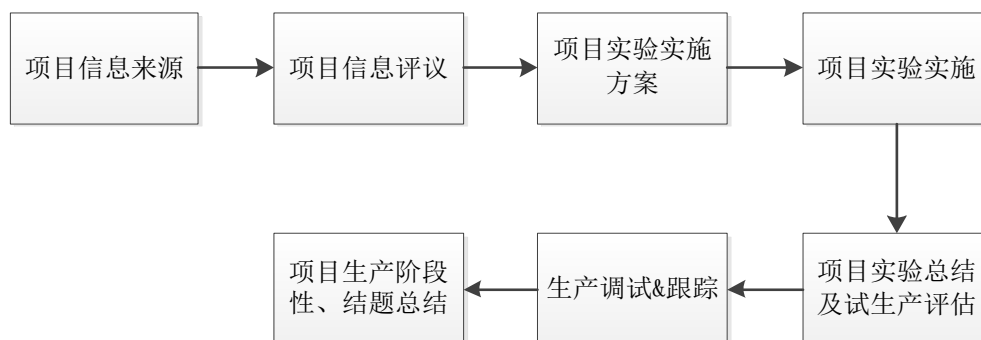 项目信息来源
项目信息评议
项目实验实施
方案
项目实验实施
项目实验总结
及试生产评估
生产调试&跟踪
项目生产阶段
性、结题总结